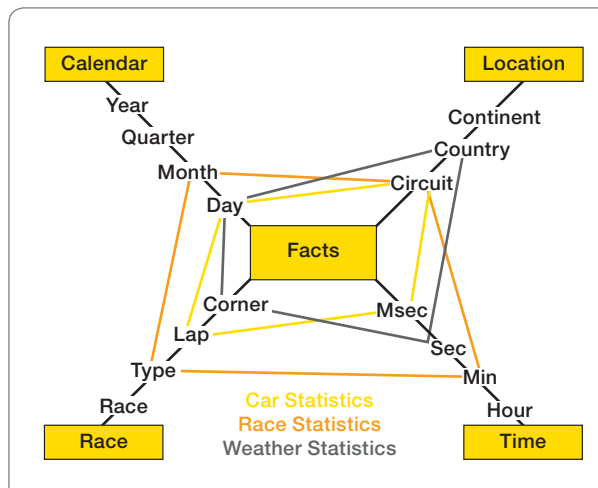 Calendar
Location
Year
Continent
Quarter
Country
Month
Circuit
Day
Facts
Corner
Msec
Lap
Sec
Type
Min
Car Statistics
Race
Race Statistics
Hour
Weather Statistics
Race
Time